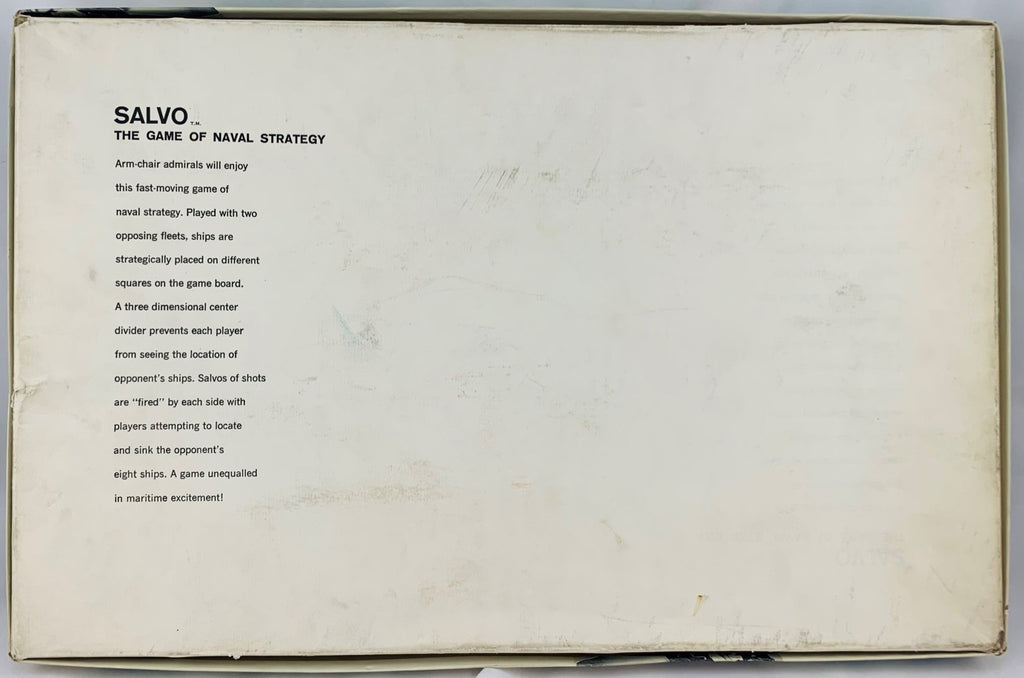 SALVO T.M.
THE GAME OF NAVAL STRATEGY
Arm-chair admirals will enjoy
this fast-moving game of
naval strategy. Played with two
opposing fleets, ships are
strategically placed on different
squares on the game board.
A three dimensional center
divider prevents each player
from seeing the location of
opponent's ships. Salvos of shots
are "fired" by each side with
players attempting to locate
and sink the opponent's
eight ships. A game unequalled
in maritime excitement!